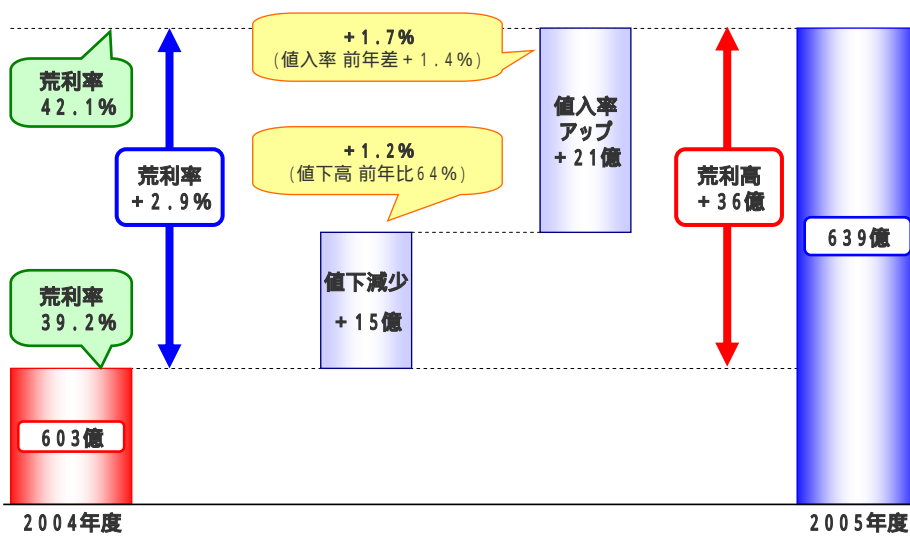 +1.7%
(値入率 前年差+1.4%)
荒利率
42.1%
値入率
アップ
+21億
+1.2%
(値下高 前年比64%)
荒利率
+2.9%
荒利高
+36億
639億
値下減少
+15億
荒利率
39.2%
603億
2004年度
2005年度